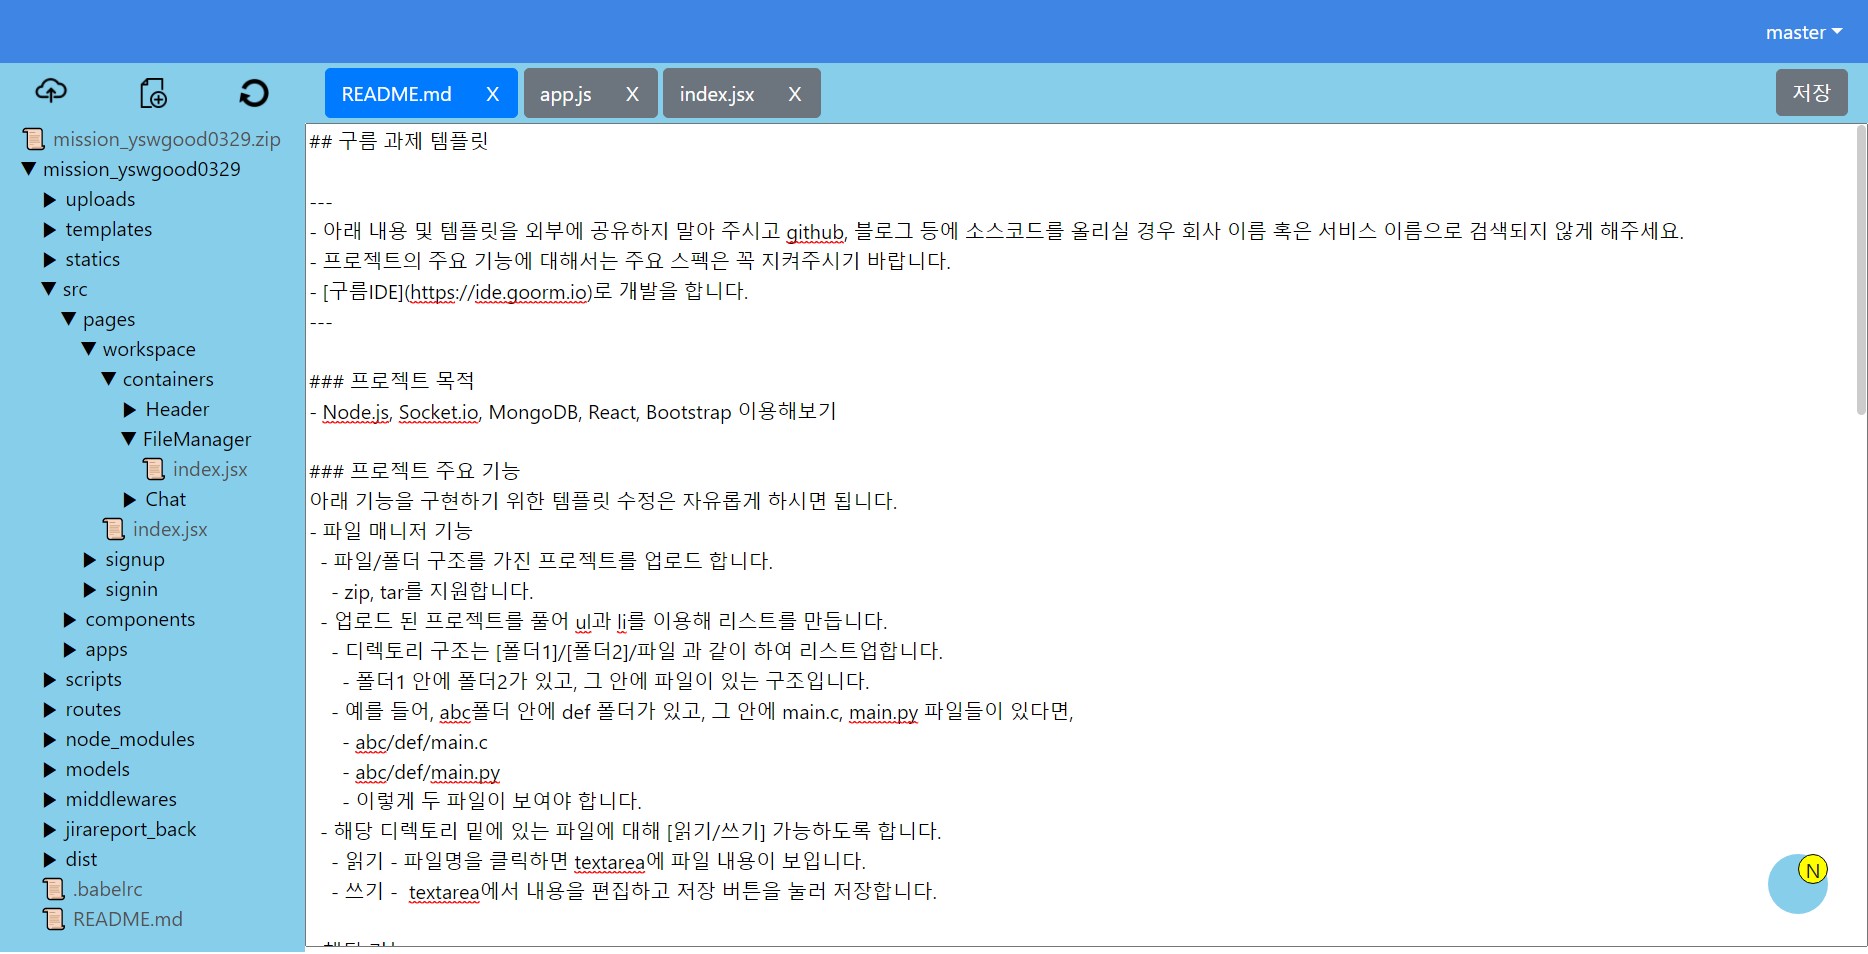 master
README.md X app.js X index.jsx X 저장
mission_yswgood0329.zip
mission_yswgood0329
uploads
templates
statics
src
pages
workspace
containers
Header
FileManager
index.jsx
Chat
index.jsx
signup
signin
components
apps
scripts
routes
node_modules
models
middlewares
jirareport_back
dist
.babelrc
README.md
## 구름 과제 템플릿
---
- 아래 내용 및 템플릿을 외부에 공유하지 말아 주시고 github, 블로그 등에 소스코드를 올리실 경우 회사 이름 혹은 서비스 이름으로 검색되지 않게 해주세요.
- 프로젝트의 주요 기능에 대해서는 주요 스펙은 꼭 지켜주시기 바랍니다.
- [구름IDE](https://ide.goorm.io)로 개발을 합니다.
---
### 프로젝트 목적
- Node.js, Socket.io, MongoDB, React, Bootstrap 이용해보기
### 프로젝트 주요 기능
아래 기능을 구현하기 위한 템플릿 수정은 자유롭게 하시면 됩니다.
- 파일 매니저 기능
- 파일/폴더 구조를 가진 프로젝트를 업로드 합니다.
- zip, tar를 지원합니다.
- 업로드 된 프로젝트를 풀어 ul과 li를 이용해 리스트를 만듭니다.
- 디렉토리 구조는 [폴더1]/[폴더2]/파일 과 같이 하여 리스트업합니다.
- 폴더1 안에 폴더2가 있고, 그 안에 파일이 있는 구조입니다.
- 예를 들어, abc폴더 안에 def 폴더가 있고, 그 안에 main.c, main.py 파일들이 있다면,
- abc/def/main.c
- abc/def/main.py
- 이렇게 두 파일이 보여야 합니다.
- 해당 디렉토리 밑에 있는 파일에 대해 [읽기/쓰기] 가능하도록 합니다.
- 읽기 - 파일명을 클릭하면 textarea에 파일 내용이 보입니다.
- 쓰기 -  textarea에서 내용을 편집하고 저장 버튼을 눌러 저장합니다.
N